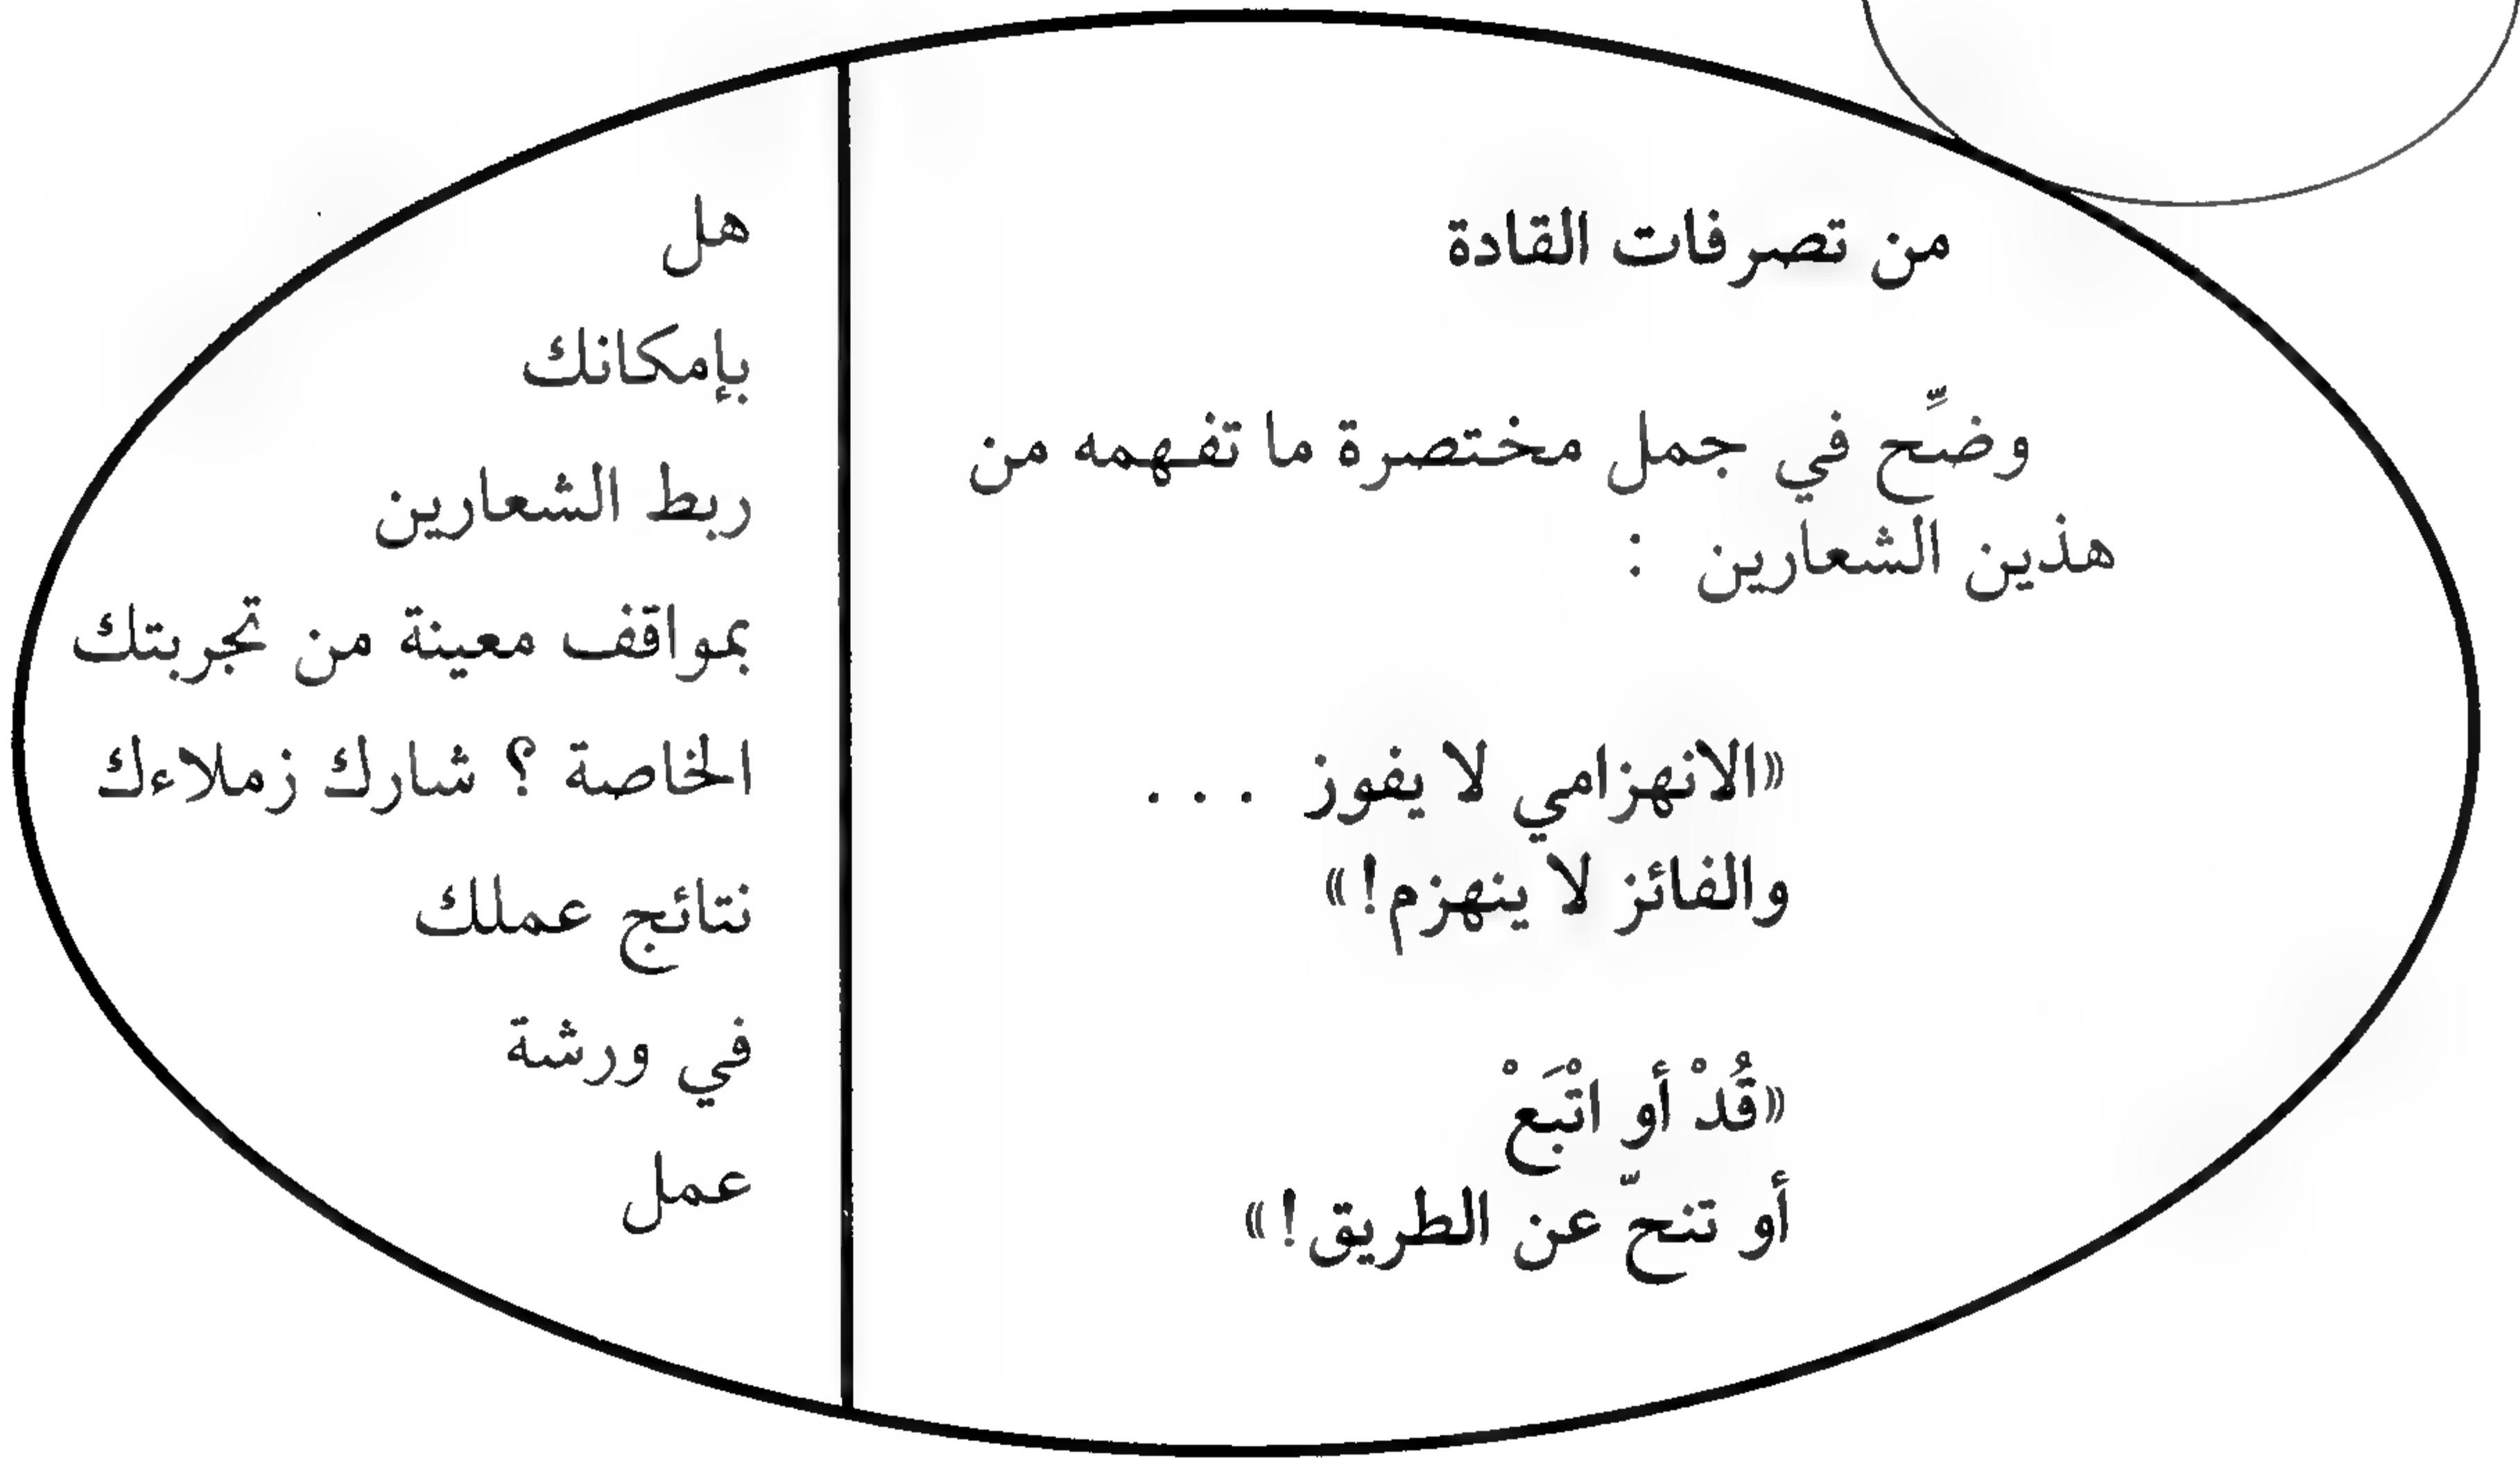 من تصرفات القادة
وضِّح في جمل مختصرة ما تفهمه من
هذين الشعارين :
«الانهزامي لا يفوز ...
والفائز لا ينهزم!»
«قُدْ أو اتْبَعْ
أو تنحّ عن الطريق!»
هل
بإمكانك
ربط الشعارين
بمواقف معينة من تجربتك
الخاصة ؟ شارك زملاءك
نتائج عملك
في ورشة
عمل